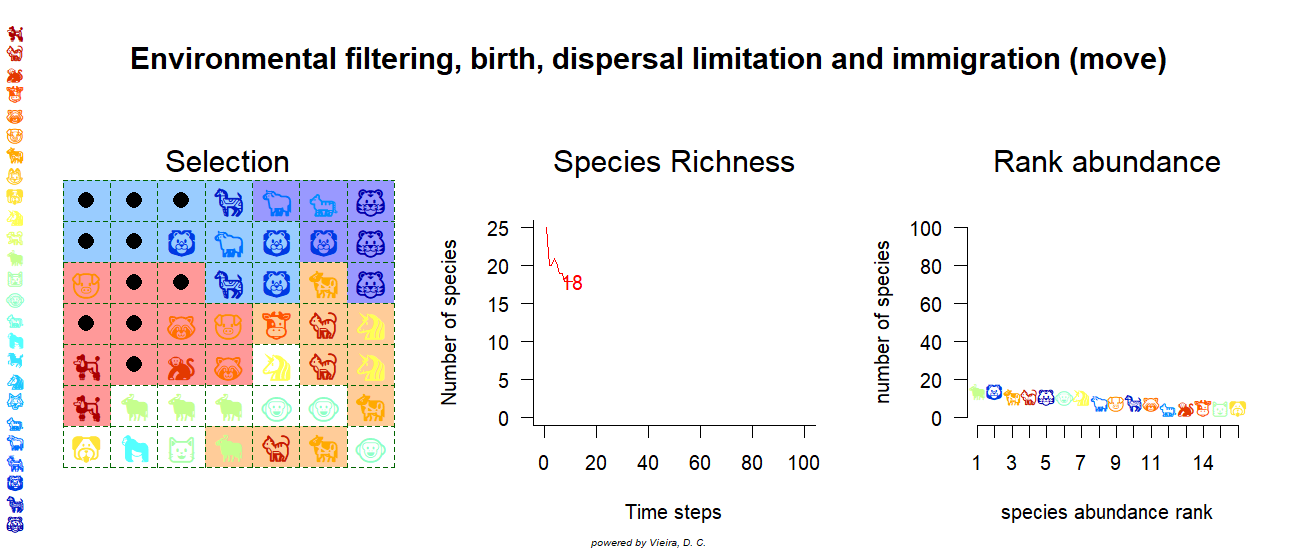 Environmental filtering, birth, dispersal limitation and immigration (move)
Selection
Species Richness
Rank abundance
Number of species
25
20
15
10
5
0
18
0 20 40 60 80 100
Time steps
number of species
100
80
60
40
20
0
1 3 5 7 9 11 14
species abundance rank
powered by Vieira, D. C.